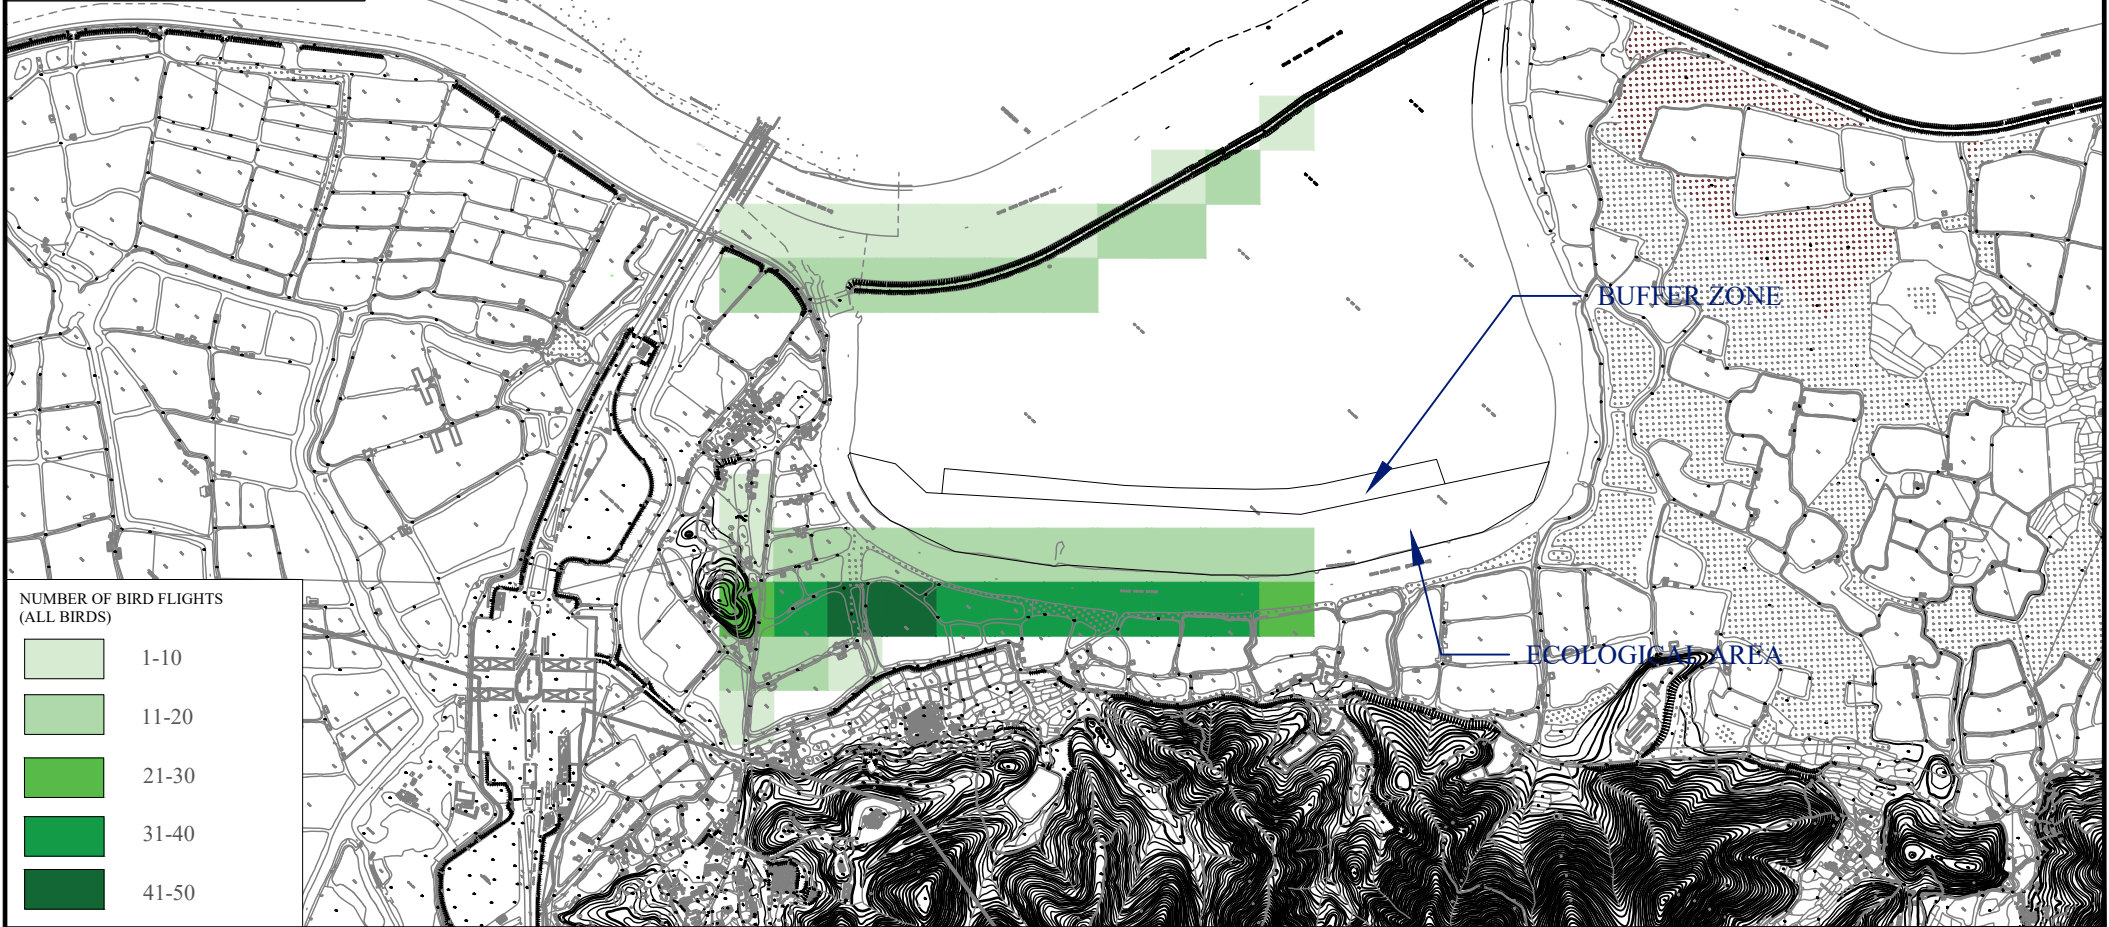 BUFFER ZONE
NUMBER OF BIRD FLIGHTS
(ALL BIRDS)
1-10
11-20
21-30
31-40
41-50
ECOLOGICAL AREA